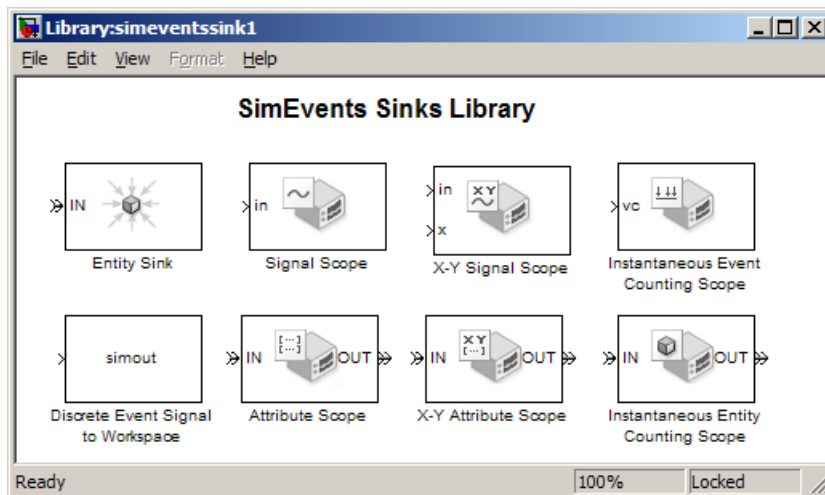 Library:simeventssink1
File Edit View Format Help
SimEvents Sinks Library
IN
Entity Sink
in
Signal Scope
in
x
XY
X-Y Signal Scope
vc
Instantaneous Event
Counting Scope
simout
Discrete Event Signal
to Workspace
IN [...] [...] OUT
Attribute Scope
IN XY [...] OUT
X-Y Attribute Scope
IN OUT
Instantaneous Entity
Counting Scope
Ready 100% Locked